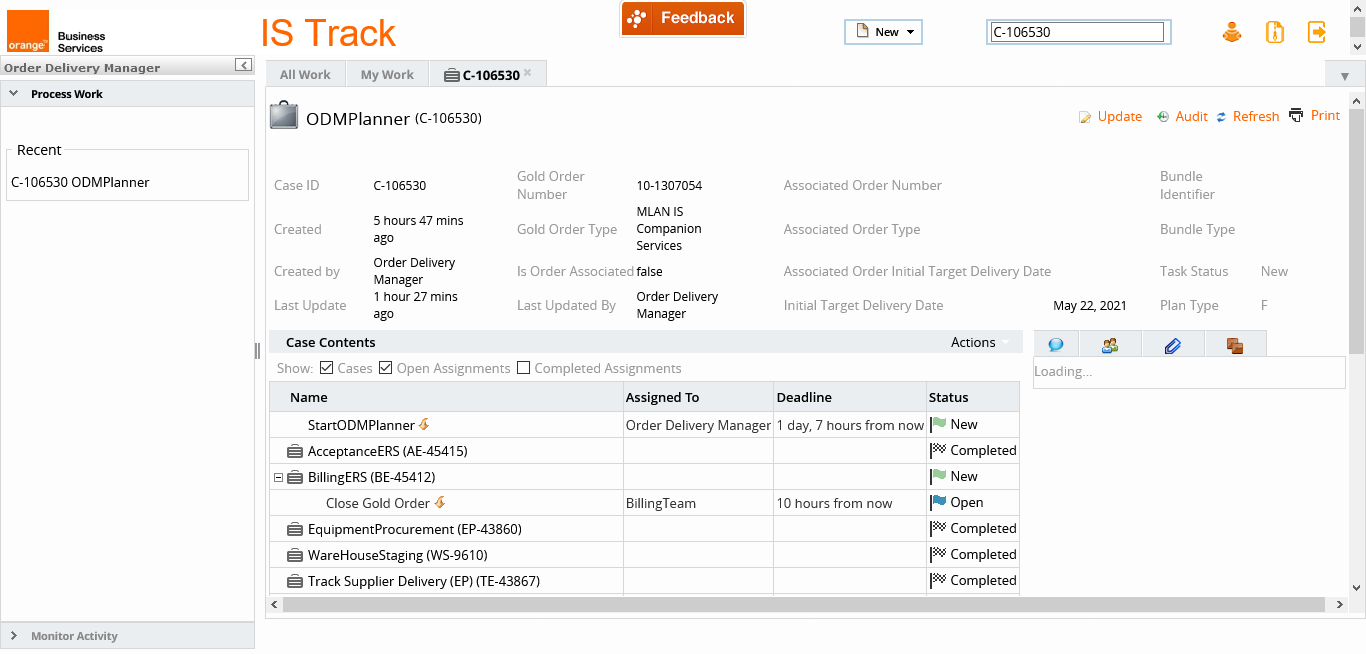 orange™
Business
Services
IS Track
Feedback
New
C-106530
Order Delivery Manager
Process Work
Recent
C-106530 ODMPlanner
Monitor Activity
All Work
My Work
C-106530
ODMPlanner (C-106530)
Update
Audit
Refresh
Print
Case ID
C-106530
Gold Order
Number
10-1307054
Associated Order Number
Bundle
Identifier
Created
5 hours 47 mins
ago
Gold Order Type
MLAN IS
Companion
Services
Associated Order Type
Bundle Type
Created by
Order Delivery
Manager
Is Order Associated
false
Associated Order Initial Target Delivery Date
Task Status
New
Last Update
1 hour 27 mins
ago
Last Updated By
Order Delivery
Manager
Initial Target Delivery Date
May 22, 2021
Plan Type
F
Case Contents
Actions
Show: Cases Open Assignments Completed Assignments
Loading...
Name Assigned To Deadline Status
StartODMPlanner Order Delivery Manager 1 day, 7 hours from now New
AcceptanceERS (AE-45415) Completed
BillingERS (BE-45412) New
Close Gold Order BillingTeam 10 hours from now Open
EquipmentProcurement (EP-43860) Completed
WareHouseStaging (WS-9610) Completed
Track Supplier Delivery (EP) (TE-43867) Completed